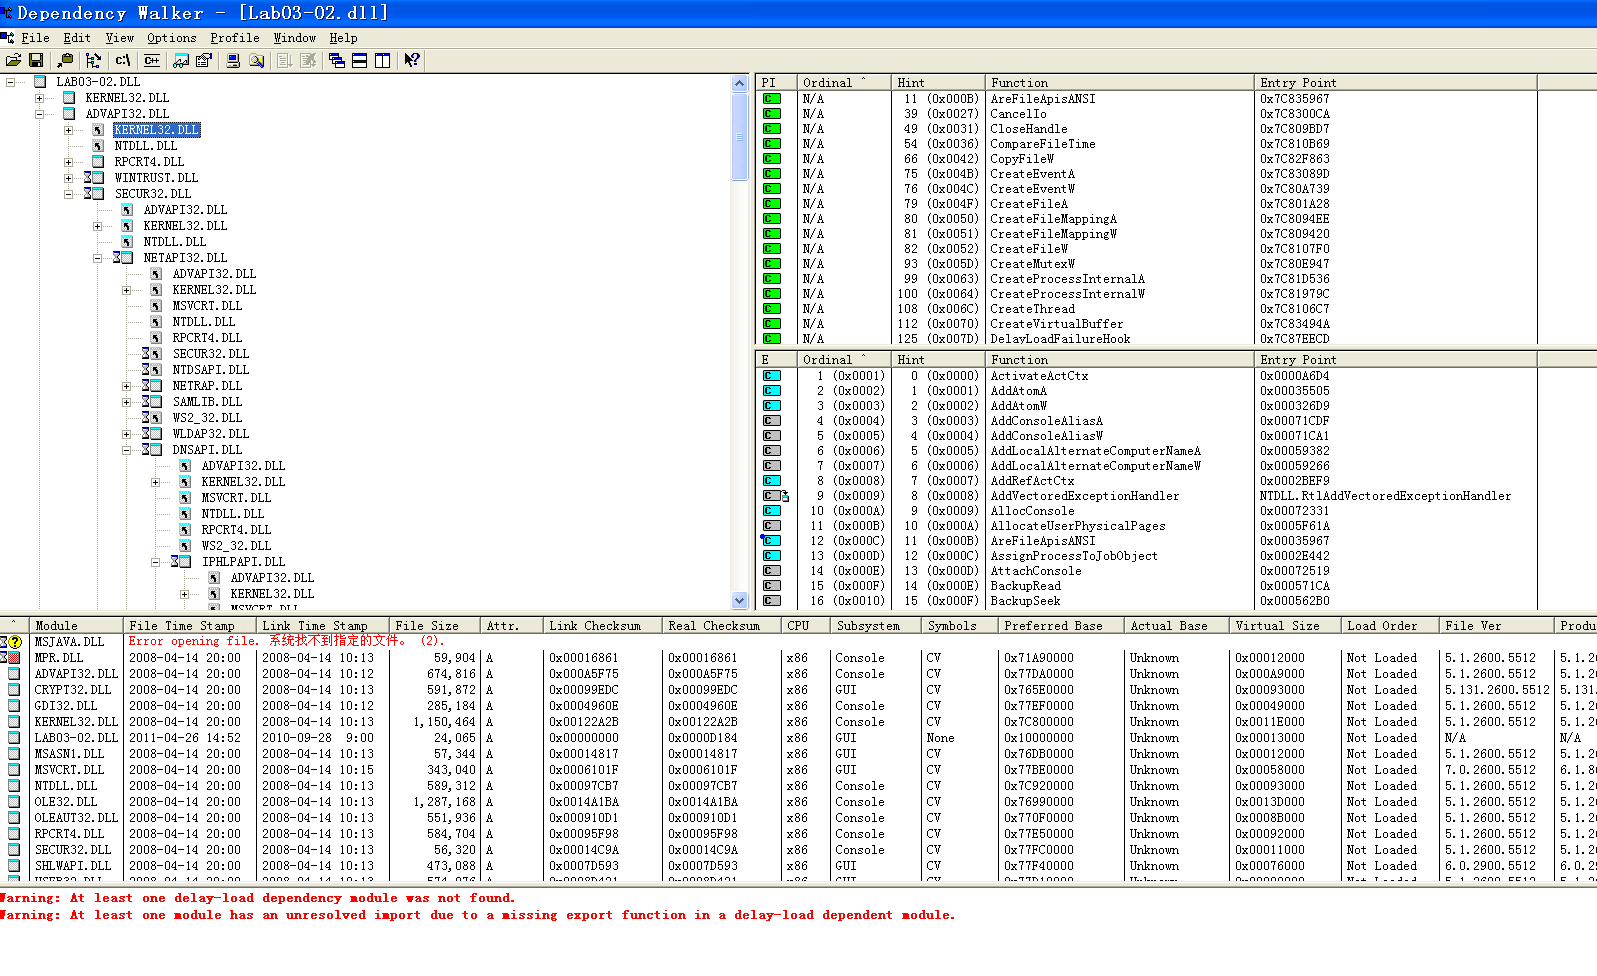 Dependency Walker - [Lab03-02.dll]
File Edit View Options Profile Window Help
LAB03-02.DLL
KERNEL32.DLL
ADVAPI32.DLL
KERNEL32.DLL
NTDLL.DLL
RPCRT4.DLL
WINTRUST.DLL
SECUR32.DLL
ADVAPI32.DLL
KERNEL32.DLL
NTDLL.DLL
NETAPI32.DLL
ADVAPI32.DLL
KERNEL32.DLL
MSVCRT.DLL
NTDLL.DLL
RPCRT4.DLL
SECUR32.DLL
NTDSAPI.DLL
NETRAP.DLL
SAMLIB.DLL
WS2_32.DLL
WLDAP32.DLL
DNSAPI.DLL
ADVAPI32.DLL
KERNEL32.DLL
MSVCRT.DLL
NTDLL.DLL
RPCRT4.DLL
WS2_32.DLL
IPHLPAPI.DLL
ADVAPI32.DLL
KERNEL32.DLL
MSVCRT.DLL
PI Ordinal ^ Hint Function Entry Point
C N/A 11 (0x000B) AreFileApisANSI 0x7C835967
C N/A 39 (0x0027) CancelIo 0x7C8300CA
C N/A 49 (0x0031) CloseHandle 0x7C809BD7
C N/A 54 (0x0036) CompareFileTime 0x7C810B69
C N/A 66 (0x0042) CopyFileW 0x7C82F863
C N/A 75 (0x004B) CreateEventA 0x7C83089D
C N/A 76 (0x004C) CreateEventW 0x7C80A739
C N/A 79 (0x004F) CreateFileA 0x7C801A28
C N/A 80 (0x0050) CreateFileMappingA 0x7C8094EE
C N/A 81 (0x0051) CreateFileMappingW 0x7C809420
C N/A 82 (0x0052) CreateFileW 0x7C8107F0
C N/A 93 (0x005D) CreateMutexW 0x7C80E947
C N/A 99 (0x0063) CreateProcessInternalA 0x7C81D536
C N/A 100 (0x0064) CreateProcessInternalW 0x7C81979C
C N/A 108 (0x006C) CreateThread 0x7C8106C7
C N/A 112 (0x0070) CreateVirtualBuffer 0x7C83494A
C N/A 125 (0x007D) DelayLoadFailureHook 0x7C87EECD
E Ordinal ^ Hint Function Entry Point
C 1 (0x0001) 0 (0x0000) ActivateActCtx 0x0000A6D4
C 2 (0x0002) 1 (0x0001) AddAtomA 0x00035505
C 3 (0x0003) 2 (0x0002) AddAtomW 0x000326D9
C 4 (0x0004) 3 (0x0003) AddConsoleAliasA 0x00071CDF
C 5 (0x0005) 4 (0x0004) AddConsoleAliasW 0x00071CA1
C 6 (0x0006) 5 (0x0005) AddLocalAlternateComputerNameA 0x00059382
C 7 (0x0007) 6 (0x0006) AddLocalAlternateComputerNameW 0x00059266
C 8 (0x0008) 7 (0x0007) AddRefActCtx 0x0002BEF9
C 9 (0x0009) 8 (0x0008) AddVectoredExceptionHandler NTDLL.RtlAddVectoredExceptionHandler
C 10 (0x000A) 9 (0x0009) AllocConsole 0x00072331
C 11 (0x000B) 10 (0x000A) AllocateUserPhysicalPages 0x0005F61A
C 12 (0x000C) 11 (0x000B) AreFileApisANSI 0x00035967
C 13 (0x000D) 12 (0x000C) AssignProcessToJobObject 0x0002E442
C 14 (0x000E) 13 (0x000D) AttachConsole 0x00072519
C 15 (0x000F) 14 (0x000E) BackupRead 0x000571CA
C 16 (0x0010) 15 (0x000F) BackupSeek 0x000562B0
^ Module File Time Stamp Link Time Stamp File Size Attr. Link Checksum Real Checksum CPU Subsystem Symbols Preferred Base Actual Base Virtual Size Load Order File Ver Produ
MSJAVA.DLL Error opening file. 系统找不到指定的文件。 (2).
MPR.DLL 2008-04-14 20:00 2008-04-14 10:13 59,904 A 0x00016861 0x00016861 x86 Console CV 0x71A90000 Unknown 0x00012000 Not Loaded 5.1.2600.5512 5.1.2
ADVAPI32.DLL 2008-04-14 20:00 2008-04-14 10:12 674,816 A 0x000A5F75 0x000A5F75 x86 Console CV 0x77DA0000 Unknown 0x000A9000 Not Loaded 5.1.2600.5512 5.1.2
CRYPT32.DLL 2008-04-14 20:00 2008-04-14 10:13 591,872 A 0x00099EDC 0x00099EDC x86 GUI CV 0x765E0000 Unknown 0x00093000 Not Loaded 5.131.2600.5512 5.131.
GDI32.DLL 2008-04-14 20:00 2008-04-14 10:12 285,184 A 0x0004960E 0x0004960E x86 Console CV 0x77EF0000 Unknown 0x00049000 Not Loaded 5.1.2600.5512 5.1.2
KERNEL32.DLL 2008-04-14 20:00 2008-04-14 10:13 1,150,464 A 0x00122A2B 0x00122A2B x86 Console CV 0x7C800000 Unknown 0x0011E000 Not Loaded 5.1.2600.5512 5.1.2
LAB03-02.DLL 2011-04-26 14:52 2010-09-28 9:00 24,065 A 0x00000000 0x0000D184 x86 GUI None 0x10000000 Unknown 0x00013000 Not Loaded N/A N/A
MSASN1.DLL 2008-04-14 20:00 2008-04-14 10:13 57,344 A 0x00014817 0x00014817 x86 GUI CV 0x76DB0000 Unknown 0x00012000 Not Loaded 5.1.2600.5512 5.1.2
MSVCRT.DLL 2008-04-14 20:00 2008-04-14 10:15 343,040 A 0x0006101F 0x0006101F x86 GUI CV 0x77BE0000 Unknown 0x00058000 Not Loaded 7.0.2600.5512 6.1.8
NTDLL.DLL 2008-04-14 20:00 2008-04-14 10:13 589,312 A 0x00097CB7 0x00097CB7 x86 Console CV 0x7C920000 Unknown 0x00093000 Not Loaded 5.1.2600.5512 5.1.2
OLE32.DLL 2008-04-14 20:00 2008-04-14 10:13 1,287,168 A 0x0014A1BA 0x0014A1BA x86 Console CV 0x76990000 Unknown 0x0013D000 Not Loaded 5.1.2600.5512 5.1.2
OLEAUT32.DLL 2008-04-14 20:00 2008-04-14 10:13 551,936 A 0x000910D1 0x000910D1 x86 Console CV 0x770F0000 Unknown 0x0008B000 Not Loaded 5.1.2600.5512 5.1.2
RPCRT4.DLL 2008-04-14 20:00 2008-04-14 10:13 584,704 A 0x00095F98 0x00095F98 x86 Console CV 0x77E50000 Unknown 0x00092000 Not Loaded 5.1.2600.5512 5.1.2
SECUR32.DLL 2008-04-14 20:00 2008-04-14 10:13 56,320 A 0x00014C9A 0x00014C9A x86 Console CV 0x77FC0000 Unknown 0x00011000 Not Loaded 5.1.2600.5512 5.1.2
SHLWAPI.DLL 2008-04-14 20:00 2008-04-14 10:13 473,088 A 0x0007D593 0x0007D593 x86 GUI CV 0x77F40000 Unknown 0x00076000 Not Loaded 6.0.2900.5512 6.0.2
Warning: At least one delay-load dependency module was not found.
Warning: At least one module has an unresolved import due to a missing export function in a delay-load dependent module.